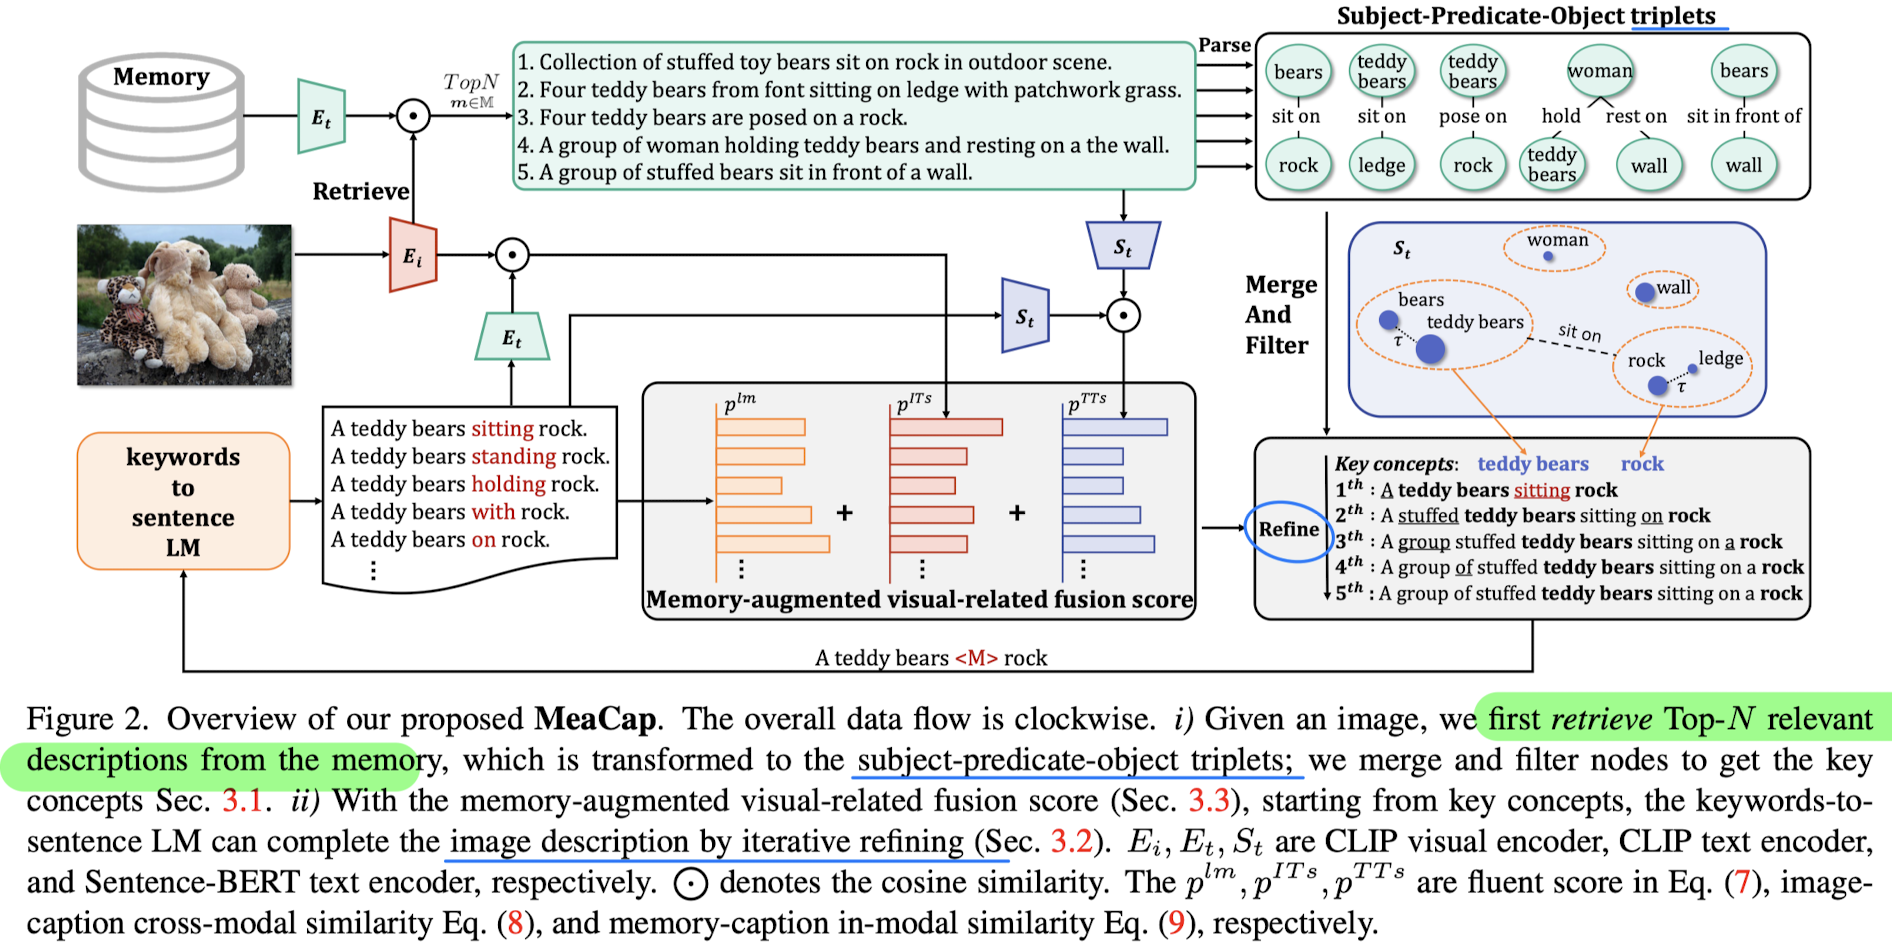 Subject-Predicate-Object triplets
Memory
E_t
TopN
m∈𝕄
Retrieve
1. Collection of stuffed toy bears sit on rock in outdoor scene.
2. Four teddy bears from font sitting on ledge with patchwork grass.
3. Four teddy bears are posed on a rock.
4. A group of woman holding teddy bears and resting on a the wall.
5. A group of stuffed bears sit in front of a wall.
Parse
bears
teddy
bears
teddy
bears
woman
bears
sit on
sit on
pose on
hold
rest on
sit in front of
rock
ledge
rock
teddy
bears
wall
wall
E_i
E_t
S_t
S_t
Merge
And
Filter
S_t
woman
wall
bears
teddy bears
τ
sit on
rock
ledge
τ
keywords
to
sentence
LM
A teddy bears sitting rock.
A teddy bears standing rock.
A teddy bears holding rock.
A teddy bears with rock.
A teddy bears on rock.
⋮
p^{lm}
p^{ITs}
p^{TTs}
+
+
⋮
⋮
⋮
Memory-augmented visual-related fusion score
Refine
Key concepts: teddy bears rock
1^{th} : A teddy bears sitting rock
2^{th} : A stuffed teddy bears sitting on rock
3^{th} : A group stuffed teddy bears sitting on a rock
4^{th} : A group of stuffed teddy bears sitting on a rock
5^{th} : A group of stuffed teddy bears sitting on a rock
A teddy bears <M> rock
Figure 2. Overview of our proposed MeaCap. The overall data flow is clockwise. i) Given an image, we first retrieve Top-N relevant
descriptions from the memory, which is transformed to the subject-predicate-object triplets; we merge and filter nodes to get the key
concepts Sec. 3.1. ii) With the memory-augmented visual-related fusion score (Sec. 3.3), starting from key concepts, the keywords-to-
sentence LM can complete the image description by iterative refining (Sec. 3.2). E_i, E_t, S_t are CLIP visual encoder, CLIP text encoder,
and Sentence-BERT text encoder, respectively. ⊙ denotes the cosine similarity. The p^{lm}, p^{ITs}, p^{TTs} are fluent score in Eq. (7), image-
caption cross-modal similarity Eq. (8), and memory-caption in-modal similarity Eq. (9), respectively.